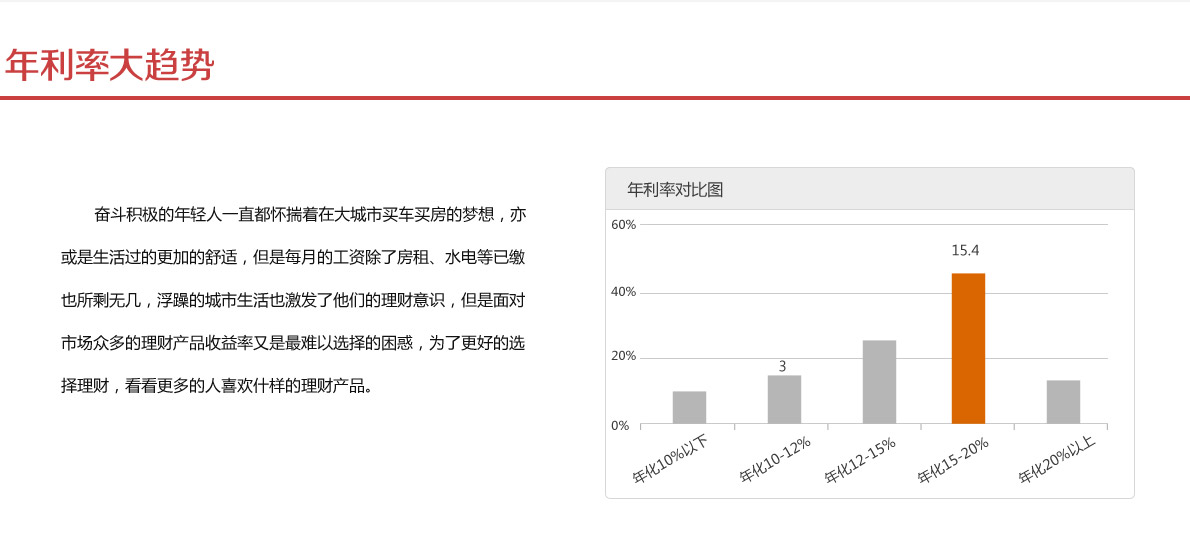 年利率大趋势
奋斗积极的年轻人一直都怀揣着在大城市买车买房的梦想，亦
或是生活过的更加的舒适，但是每月的工资除了房租、水电等已缴
也所剩无几，浮躁的城市生活也激发了他们的理财意识，但是面对
市场众多的理财产品收益率又是最难以选择的困惑，为了更好的选
择理财，看看更多的人喜欢什样的理财产品。
年利率对比图
60%
15.4
40%
20%
3
0%
年化10%以下
年化10-12%
年化12-15%
年化15-20%
年化20%以上